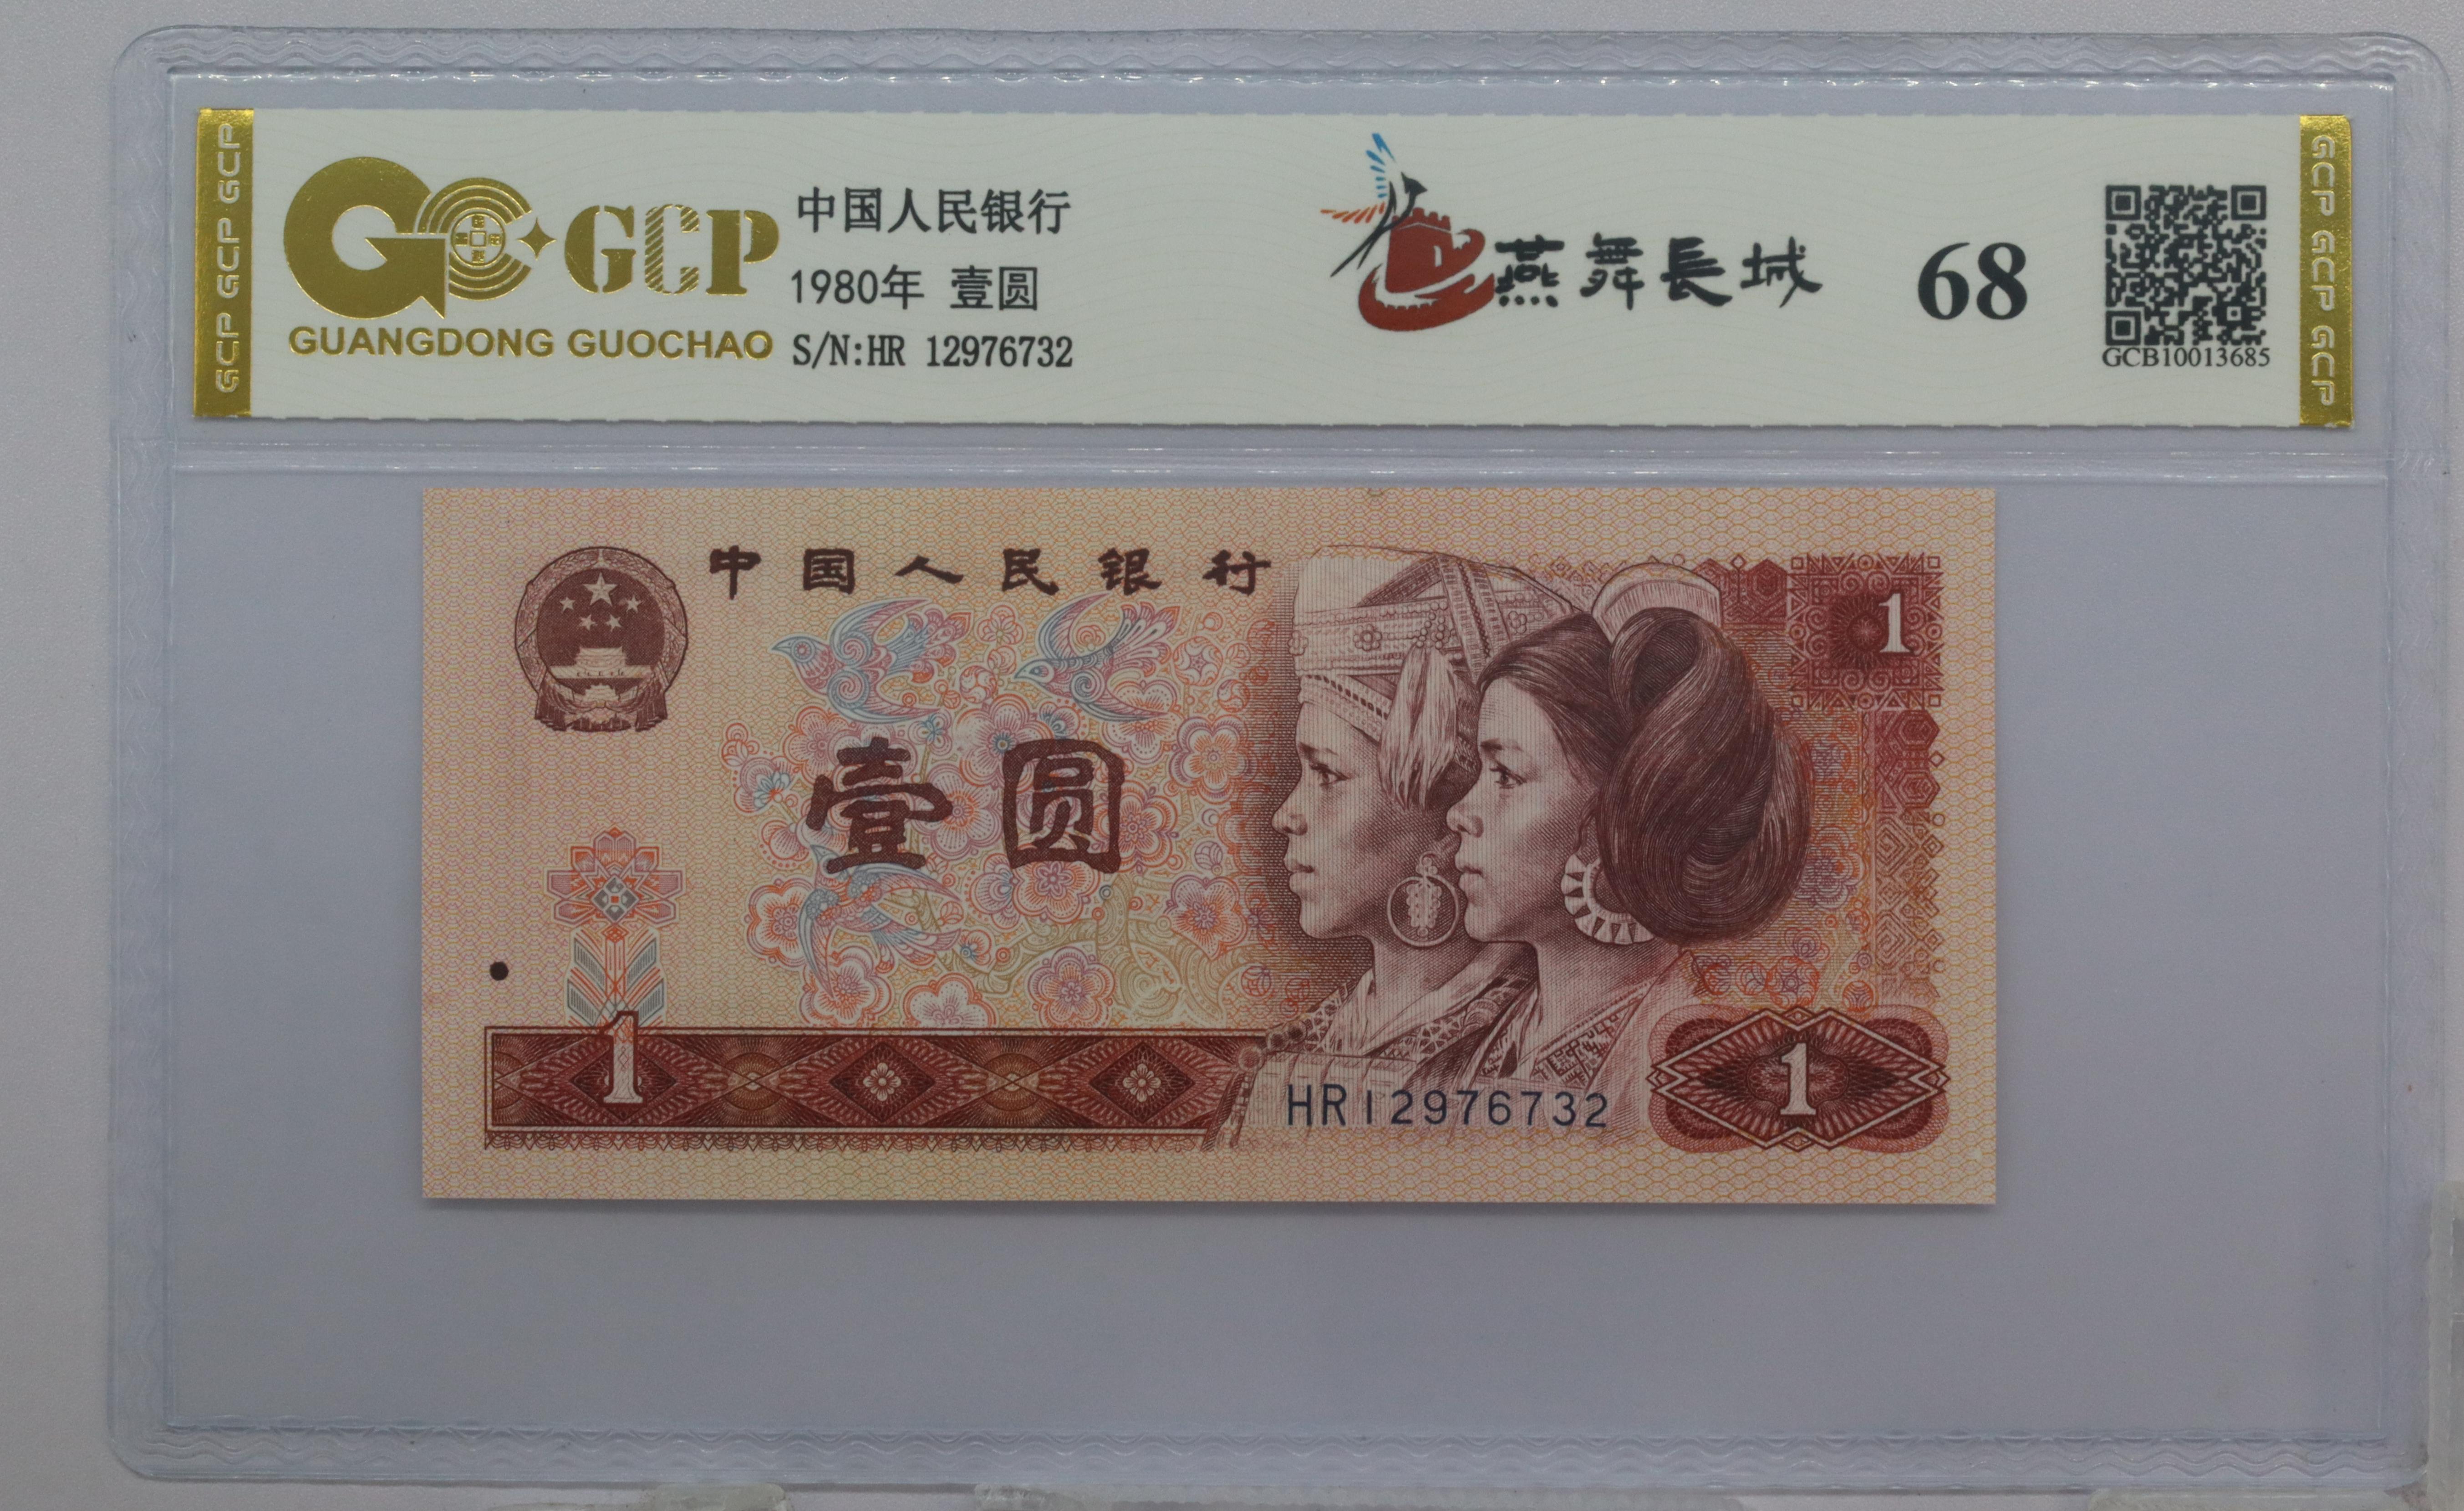 GCP GCP GCP
GCP
GUANGDONG GUOCHAO
中国人民银行
1980年 壹圆
S/N:HR 12976732
燕舞長城
68
GCB10013685
GCP GCP GCP
中国人民银行
1
壹圆
1
HR12976732
1